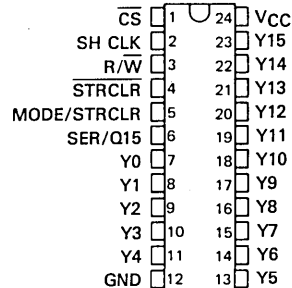 C̅S̅ 1 24 VCC
SH CLK 2 23 Y15
R/W̅ 3 22 Y14
S̅T̅R̅C̅L̅R̅ 4 21 Y13
MODE/STRCLR 5 20 Y12
SER/Q15 6 19 Y11
Y0 7 18 Y10
Y1 8 17 Y9
Y2 9 16 Y8
Y3 10 15 Y7
Y4 11 14 Y6
GND 12 13 Y5